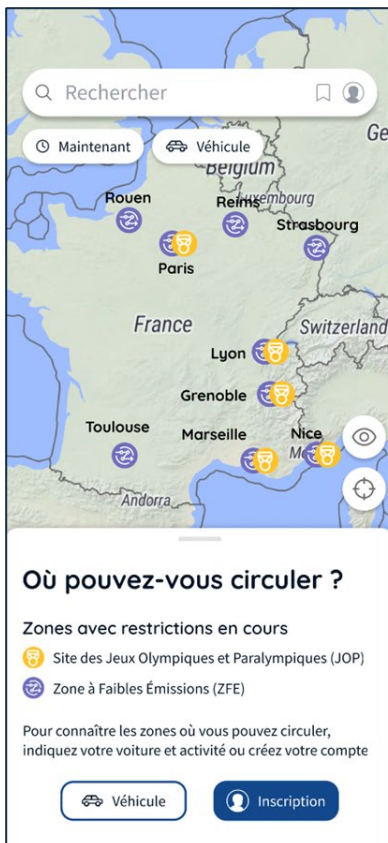 Rechercher
Maintenant
Véhicule
Ge
Belgium
Luxembourg
Rouen
Reims
Strasbourg
Paris
France
Switzerland
Lyon
Grenoble
Toulouse
Marseille
Nice
Andorra
Où pouvez-vous circuler ?
Zones avec restrictions en cours
Site des Jeux Olympiques et Paralympiques (JOP)
Zone à Faibles Émissions (ZFE)
Pour connaître les zones où vous pouvez circuler,
indiquez votre voiture et activité ou créez votre compte
Véhicule
Inscription